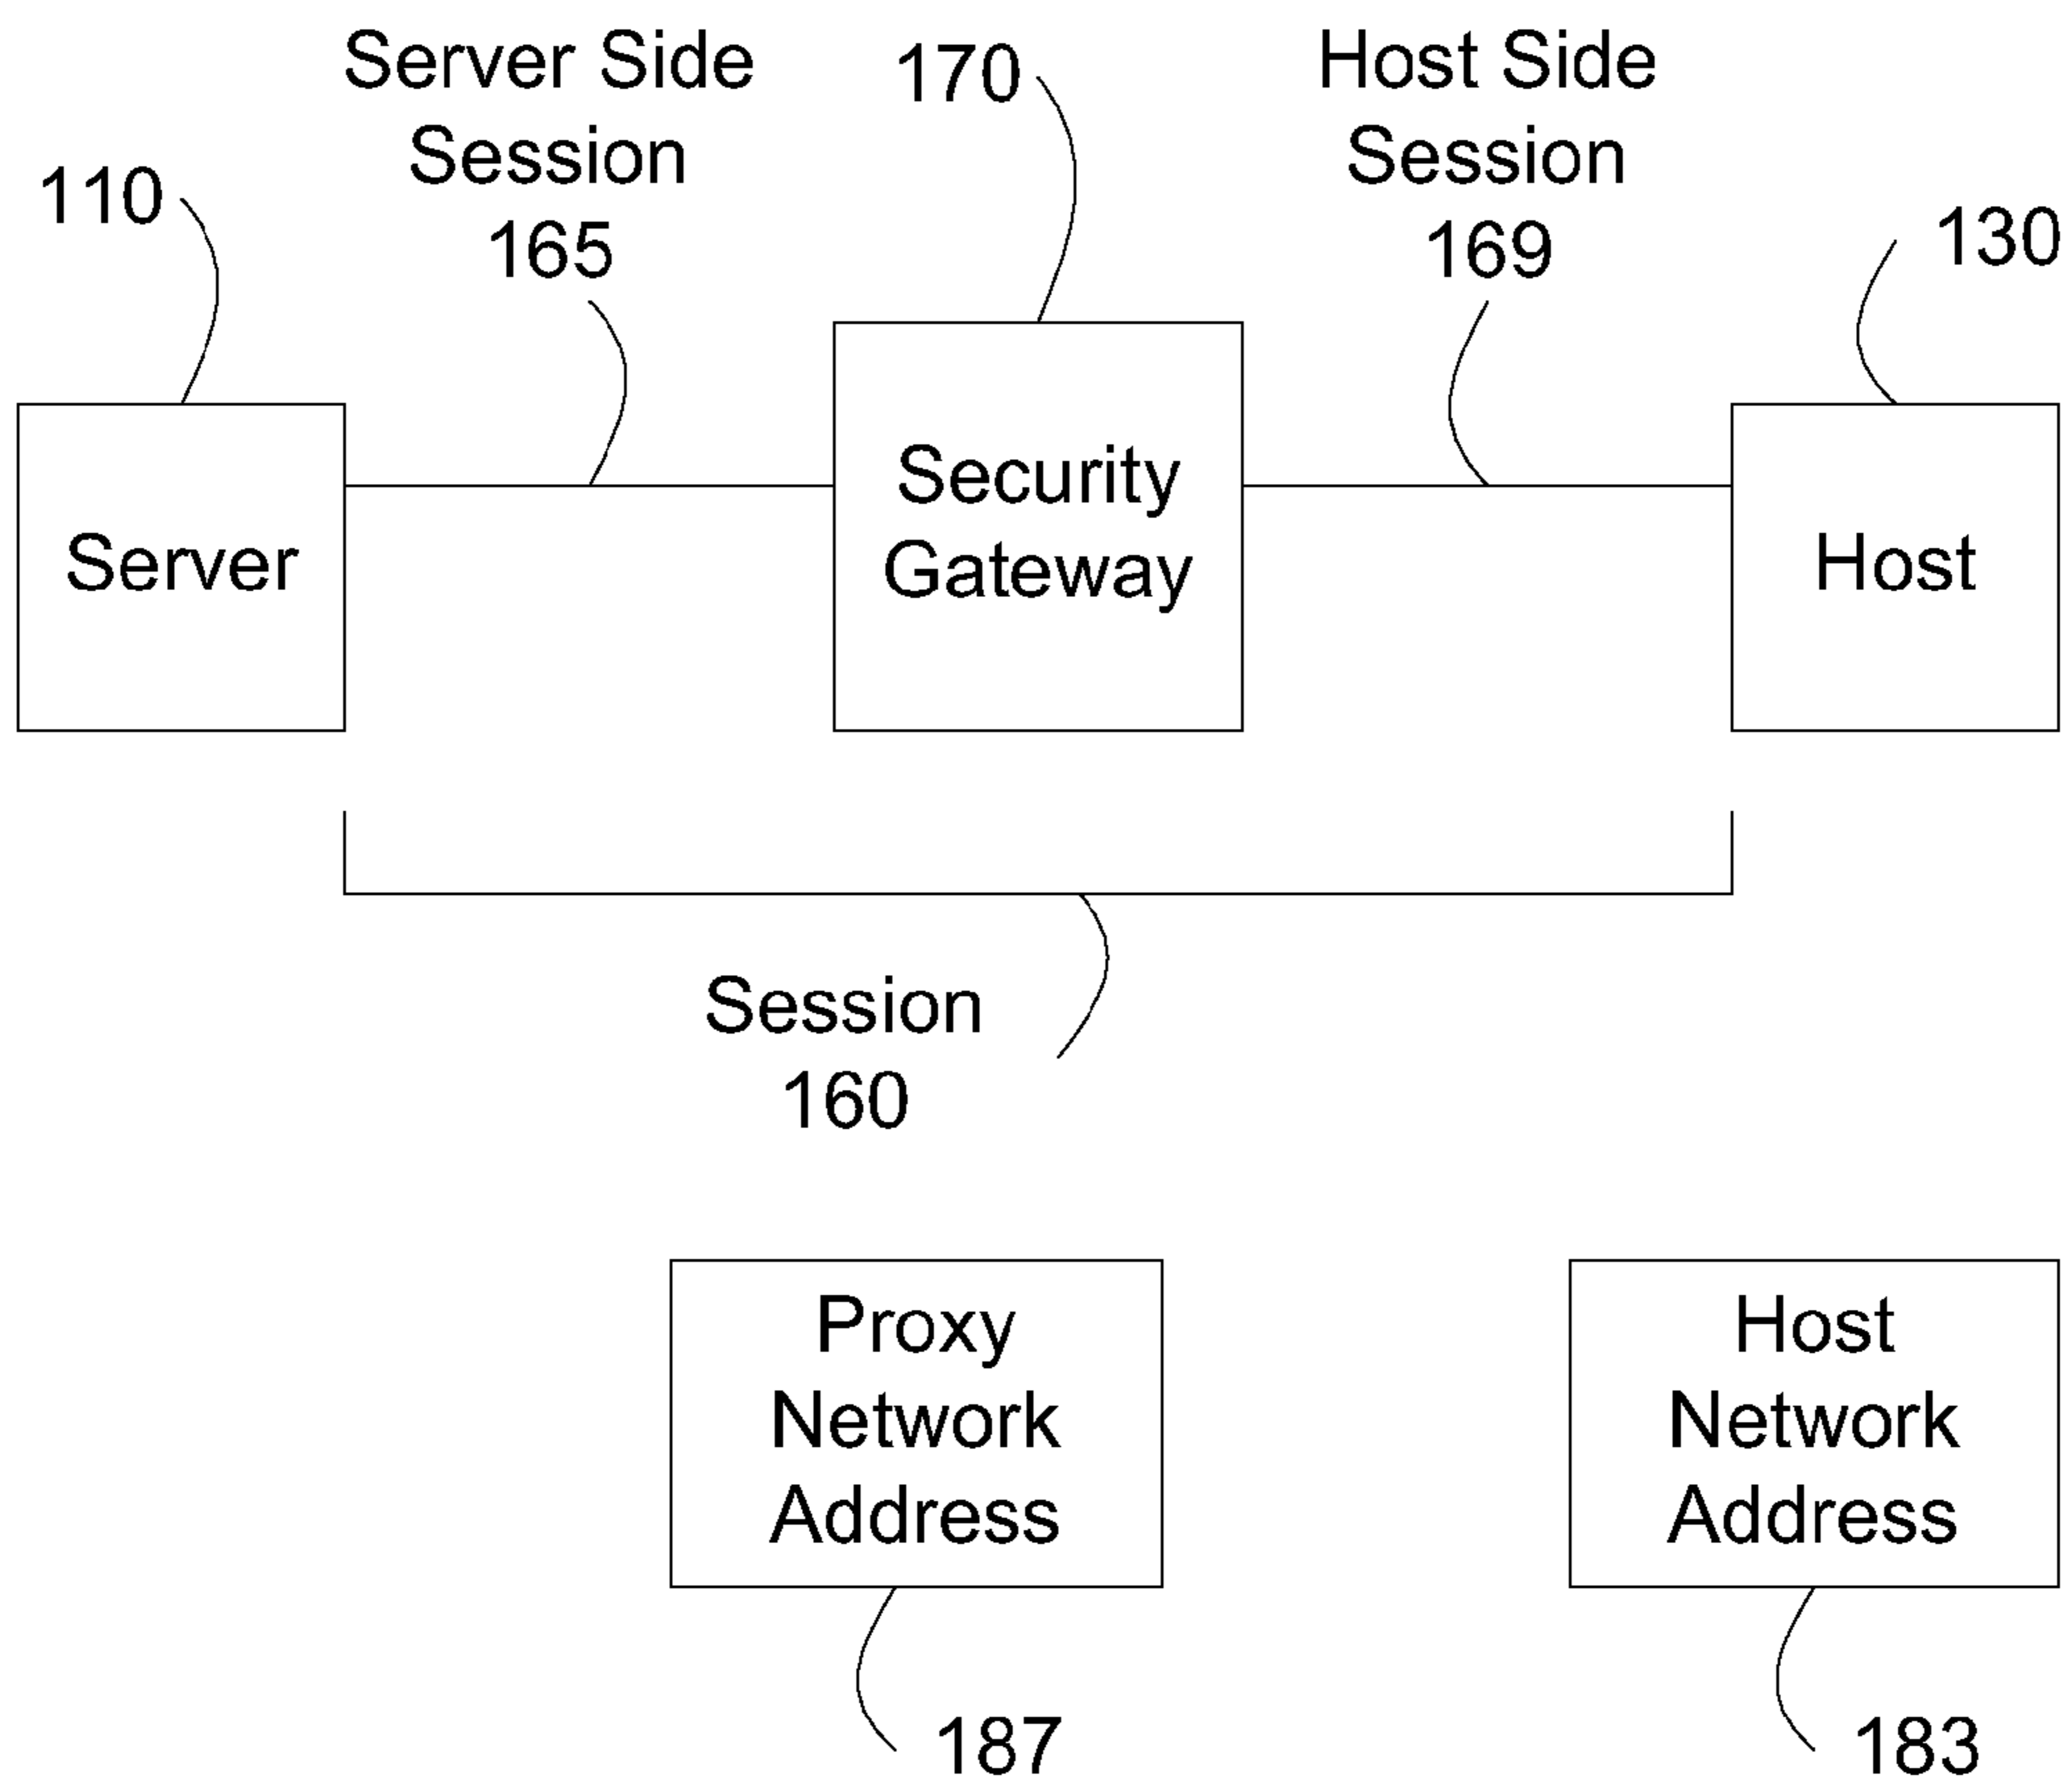 Server Side
Session
165
170
Host Side
Session
169
110
130
Server
Security
Gateway
Host
Session
160
Proxy
Network
Address
Host
Network
Address
187
183